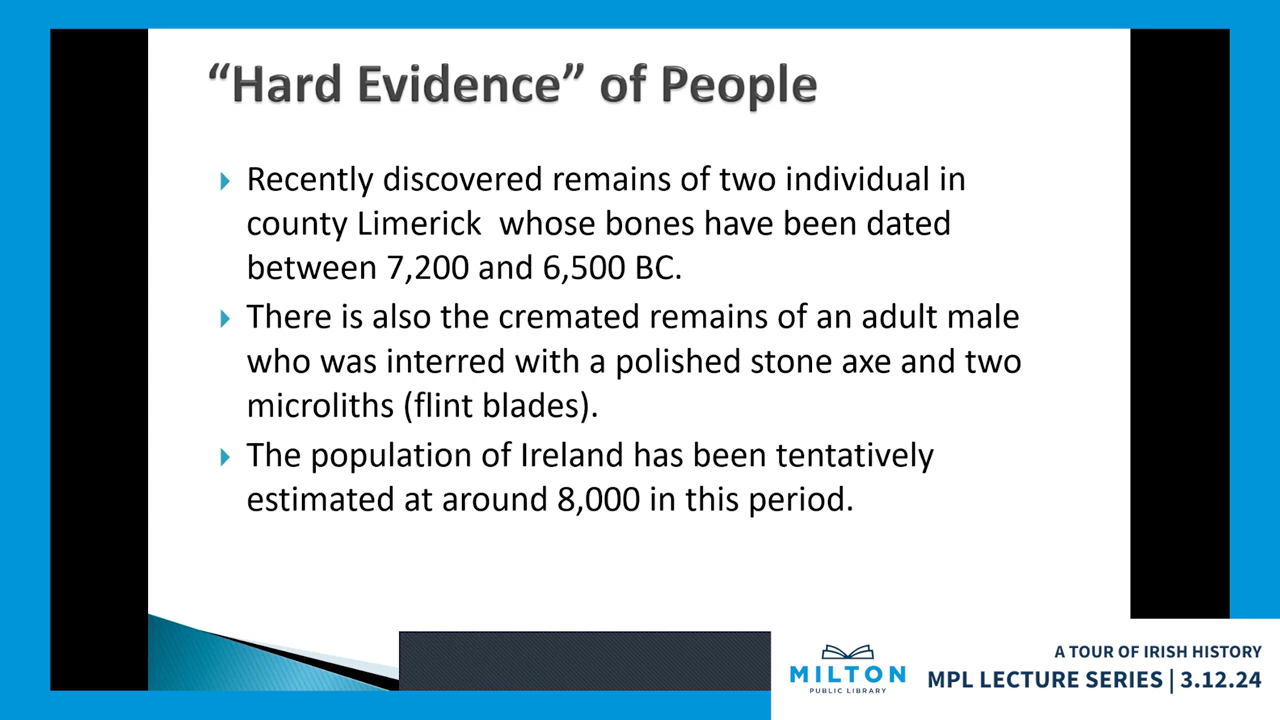 “Hard Evidence” of People
Recently discovered remains of two individual in
county Limerick whose bones have been dated
between 7,200 and 6,500 BC.
There is also the cremated remains of an adult male
who was interred with a polished stone axe and two
microliths (flint blades).
The population of Ireland has been tentatively
estimated at around 8,000 in this period.
MILTON
PUBLIC LIBRARY
A TOUR OF IRISH HISTORY
MPL LECTURE SERIES | 3.12.24